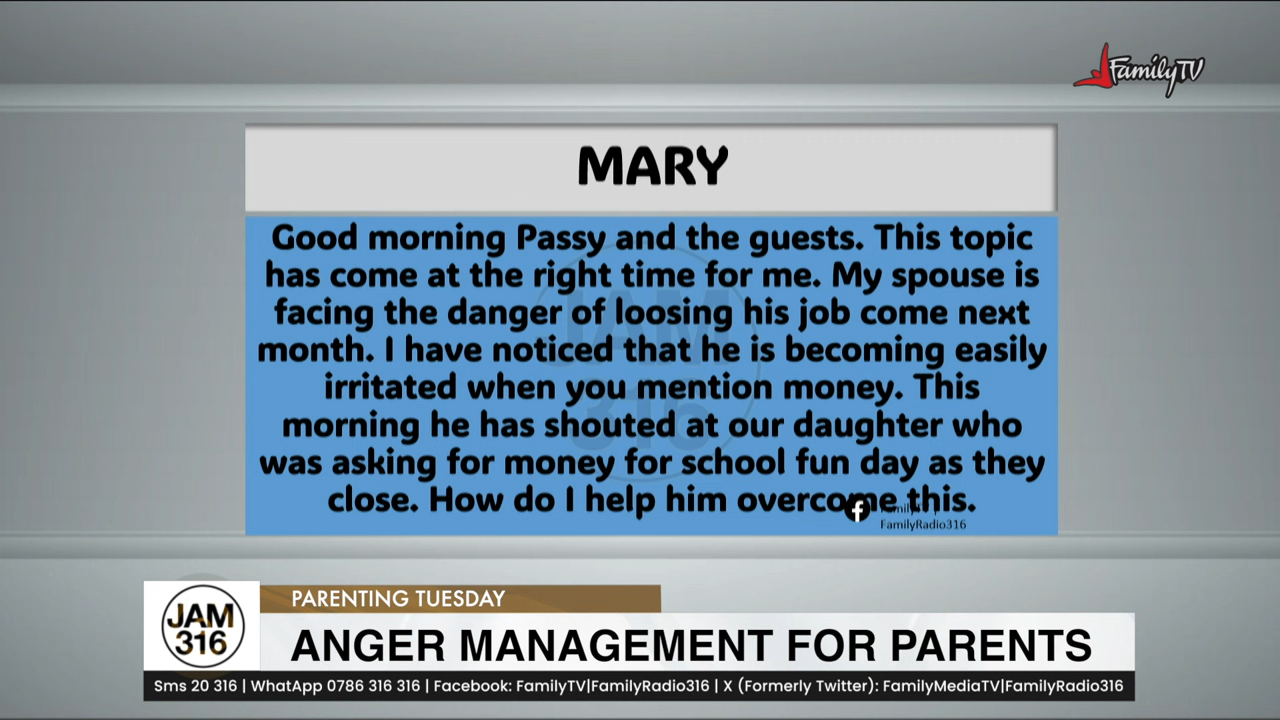 FamilyTV
MARY
Good morning Passy and the guests. This topic
has come at the right time for me. My spouse is
facing the danger of loosing his job come next
month. I have noticed that he is becoming easily
irritated when you mention money. This
morning he has shouted at our daughter who
was asking for money for school fun day as they
close. How do I help him overcome this.
FamilyRadio316
JAM
316
PARENTING TUESDAY
JAM
316
ANGER MANAGEMENT FOR PARENTS
Sms 20 316 | WhatApp 0786 316 316 | Facebook: FamilyTV|FamilyRadio316 | X (Formerly Twitter): FamilyMediaTV|FamilyRadio316